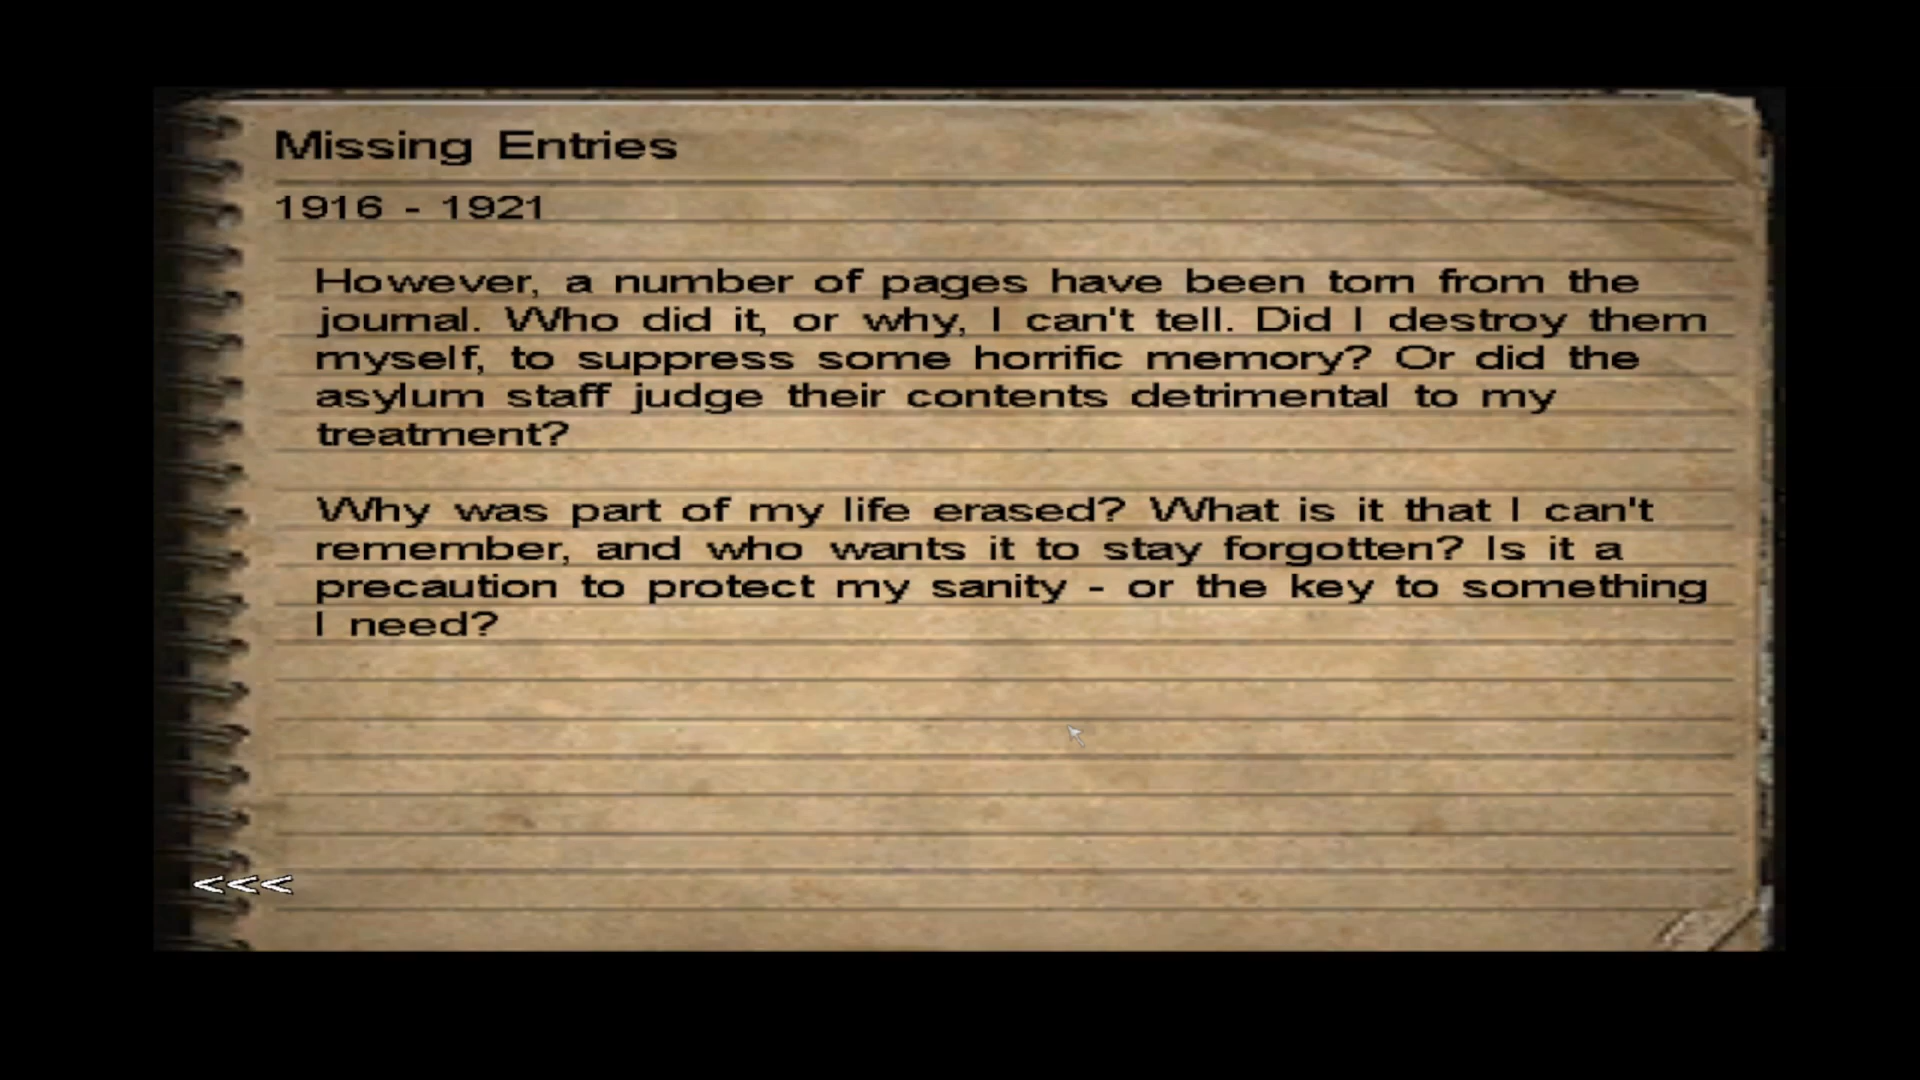 Missing Entries
1916 - 1921
However, a number of pages have been torn from the
journal. Who did it, or why, I can't tell. Did I destroy them
myself, to suppress some horrific memory? Or did the
asylum staff judge their contents detrimental to my
treatment?
Why was part of my life erased? What is it that I can't
remember, and who wants it to stay forgotten? Is it a
precaution to protect my sanity - or the key to something
I need?
<<<